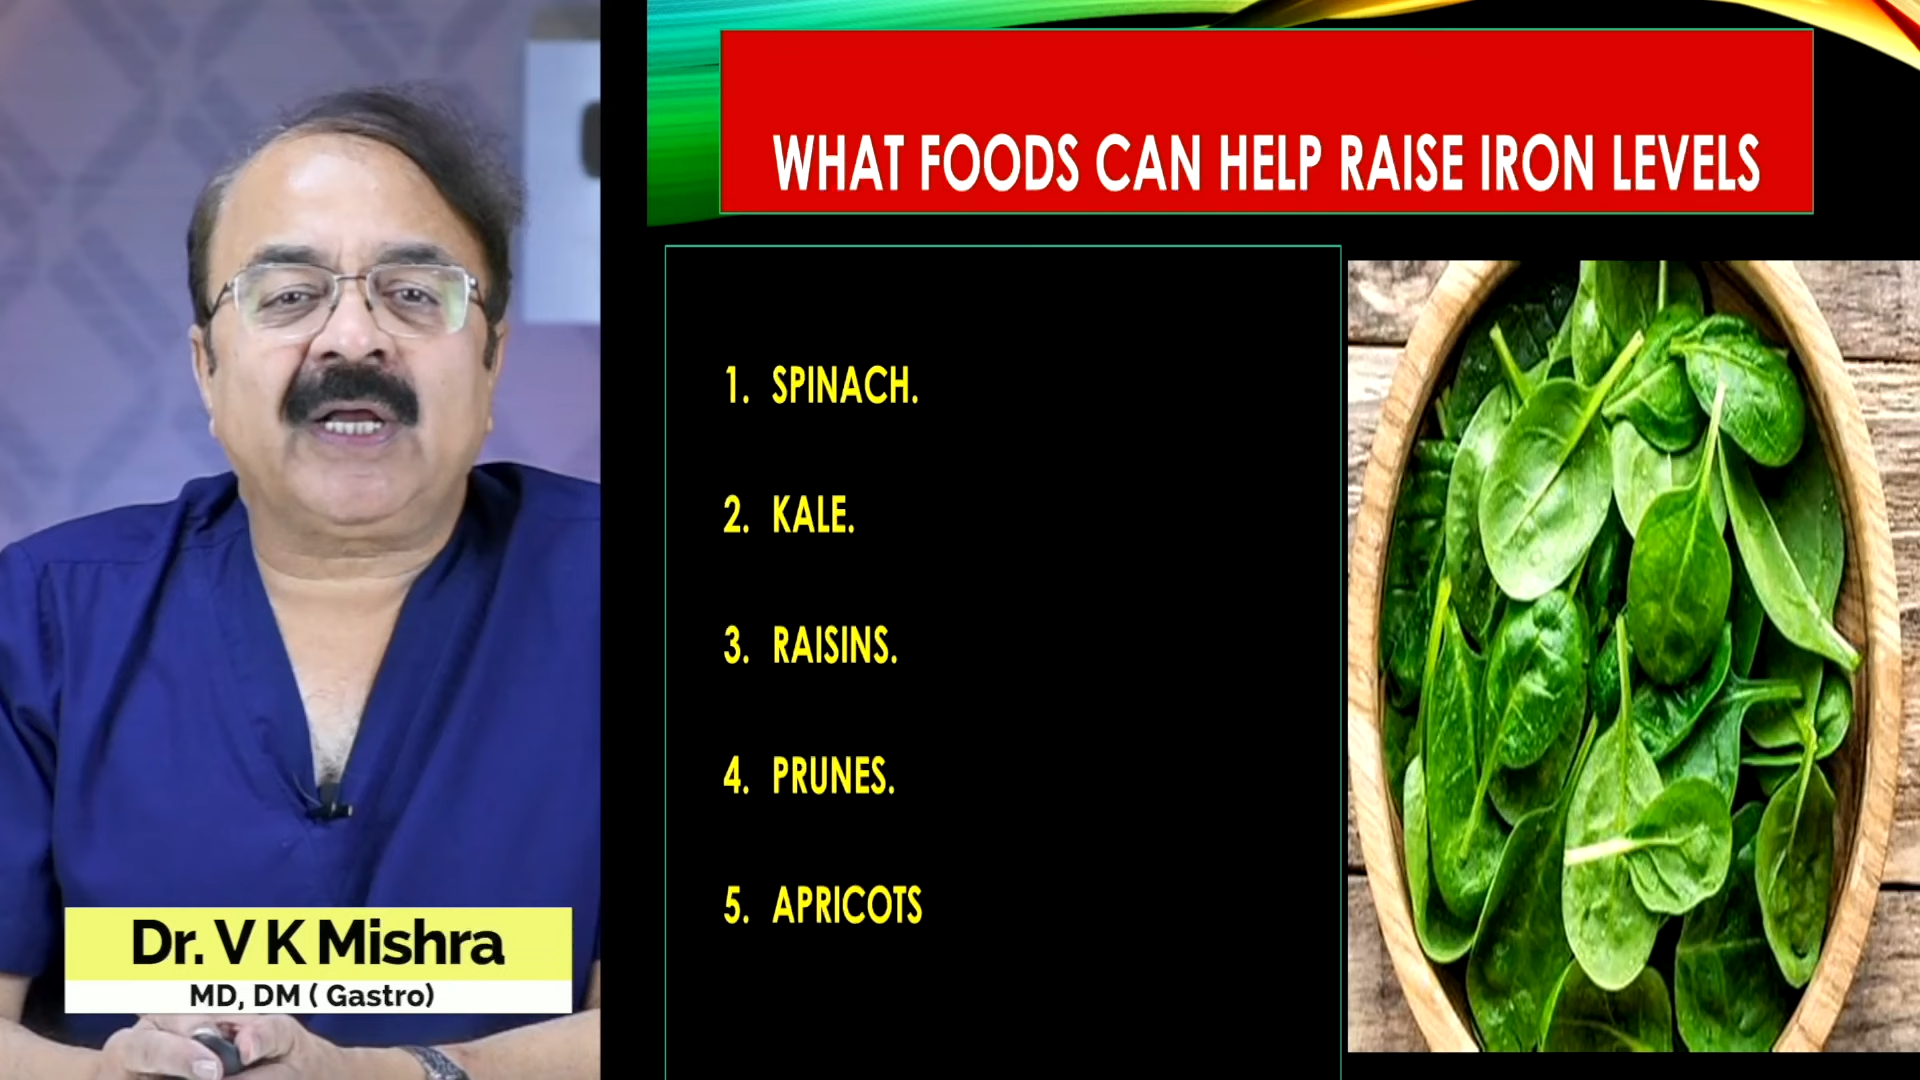 WHAT FOODS CAN HELP RAISE IRON LEVELS
1. SPINACH.
2. KALE.
3. RAISINS.
4. PRUNES.
5. APRICOTS
Dr. V K Mishra
MD, DM ( Gastro)